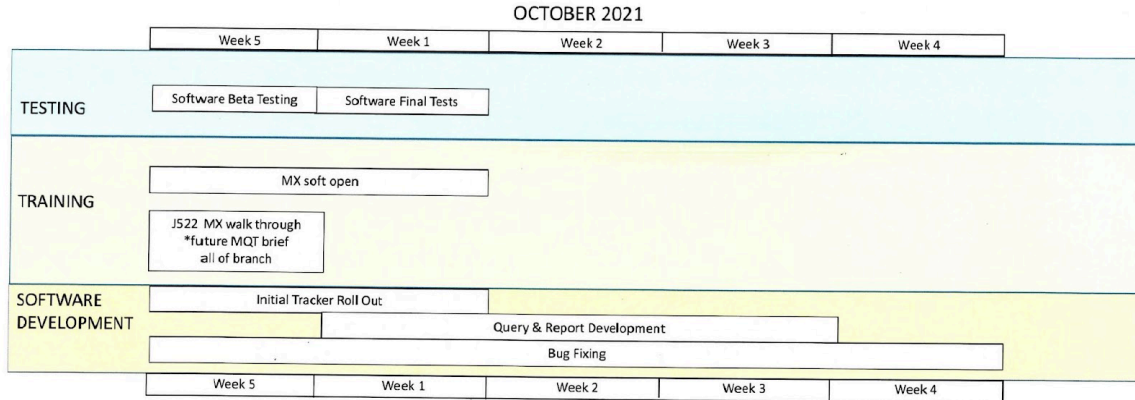 OCTOBER 2021
Week 5 Week 1 Week 2 Week 3 Week 4
TESTING
Software Beta Testing Software Final Tests
TRAINING
MX soft open
J522 MX walk through
*future MQT brief
all of branch
SOFTWARE
DEVELOPMENT
Initial Tracker Roll Out
Query & Report Development
Bug Fixing
Week 5 Week 1 Week 2 Week 3 Week 4